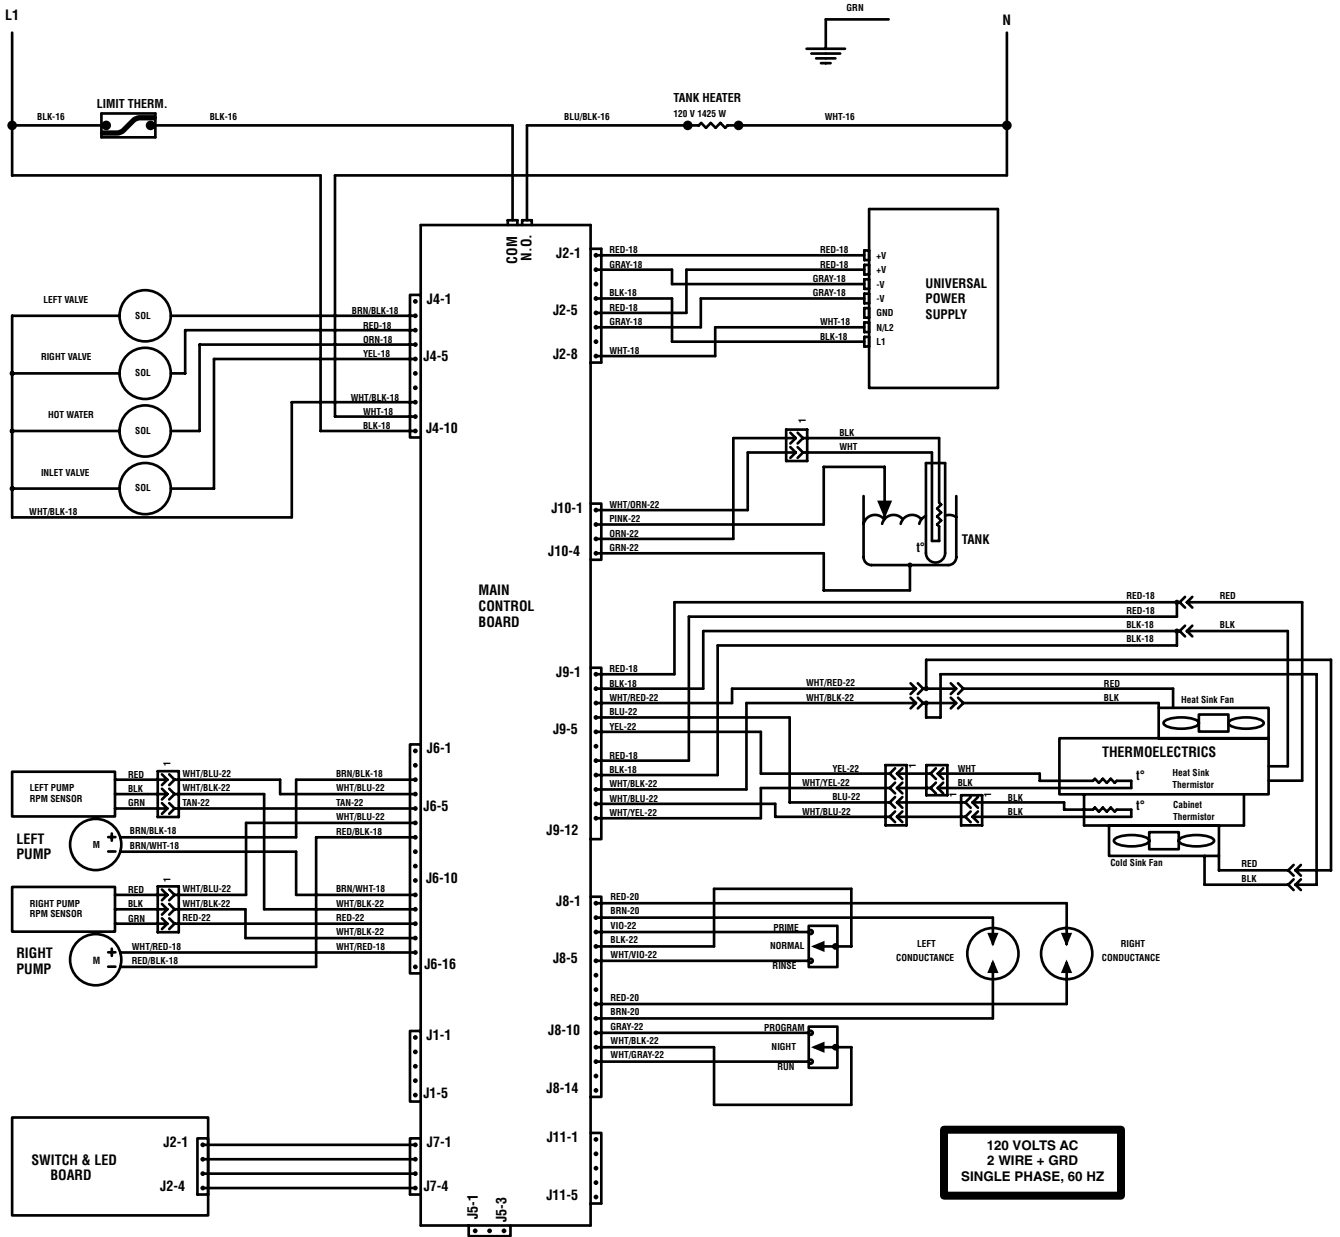 L1
GRN
N
LIMIT THERM.
BLK-16
BLK-16
BLU/BLK-16
TANK HEATER
120 V 1425 W
WHT-16
COM
N.O.
J2-1
RED-18
GRAY-18
BLK-18
J2-5
RED-18
GRAY-18
J2-8
WHT-18
RED-18
RED-18
GRAY-18
GRAY-18
WHT-18
BLK-18
+V
+V
-V
-V
GND
N/L2
L1
UNIVERSAL
POWER
SUPPLY
LEFT VALVE
SOL
RIGHT VALVE
SOL
HOT WATER
SOL
INLET VALVE
SOL
WHT/BLK-18
BRN/BLK-18
RED-18
ORN-18
YEL-18
WHT/BLK-18
WHT-18
BLK-18
J4-1
J4-5
J4-10
1
BLK
WHT
J10-1
WHT/ORN-22
PINK-22
ORN-22
J10-4
GRN-22
t°
TANK
MAIN
CONTROL
BOARD
RED-18
RED
RED-18
BLK-18
BLK
BLK-18
J9-1
RED-18
BLK-18
WHT/RED-22
BLU-22
J9-5
YEL-22
RED-18
BLK-18
WHT/BLK-22
WHT/BLU-22
WHT/YEL-22
J9-12
WHT/RED-22
WHT/BLK-22
RED
BLK
Heat Sink Fan
THERMOELECTRICS
YEL-22
1
WHT
WHT/YEL-22
BLK
BLU-22
1
BLK
WHT/BLU-22
BLK
t°
Heat Sink
Thermistor
t°
Cabinet
Thermistor
Cold Sink Fan
RED
BLK
J6-1
J6-5
J6-10
J6-16
LEFT PUMP
RPM SENSOR
RED
BLK
GRN
1
WHT/BLU-22
WHT/BLK-22
TAN-22
BRN/BLK-18
WHT/BLU-22
TAN-22
WHT/BLU-22
RED/BLK-18
LEFT
PUMP
M
+
−
BRN/BLK-18
BRN/WHT-18
RIGHT PUMP
RPM SENSOR
RED
BLK
GRN
1
WHT/BLU-22
WHT/BLK-22
RED-22
BRN/WHT-18
WHT/BLK-22
RED-22
WHT/BLK-22
WHT/RED-18
RIGHT
PUMP
M
+
−
WHT/RED-18
RED/BLK-18
J8-1
RED-20
BRN-20
VIO-22
BLK-22
J8-5
WHT/VIO-22
PRIME
NORMAL
RINSE
LEFT
CONDUCTANCE
RIGHT
CONDUCTANCE
RED-20
BRN-20
J8-10
GRAY-22
WHT/BLK-22
WHT/GRAY-22
J8-14
PROGRAM
NIGHT
RUN
J1-1
J1-5
SWITCH & LED
BOARD
J2-1
J2-4
J7-1
J7-4
J5-1
J5-3
J11-1
J11-5
120 VOLTS AC
2 WIRE + GRD
SINGLE PHASE, 60 HZ